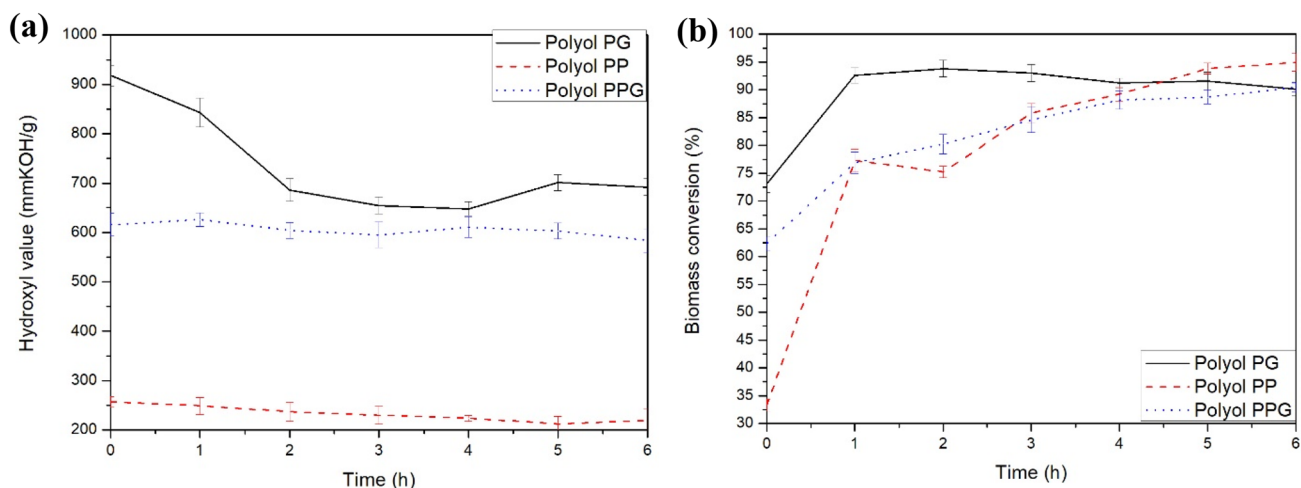 (a)
Hydroxyl value (mmKOH/g)
1000
900
800
700
600
500
400
300
200
0 1 2 3 4 5 6
Time (h)
Polyol PG
Polyol PP
Polyol PPG
(b)
Biomass conversion (%)
100
95
90
85
80
75
70
65
60
55
50
45
40
35
30
0 1 2 3 4 5 6
Time (h)
Polyol PG
Polyol PP
Polyol PPG